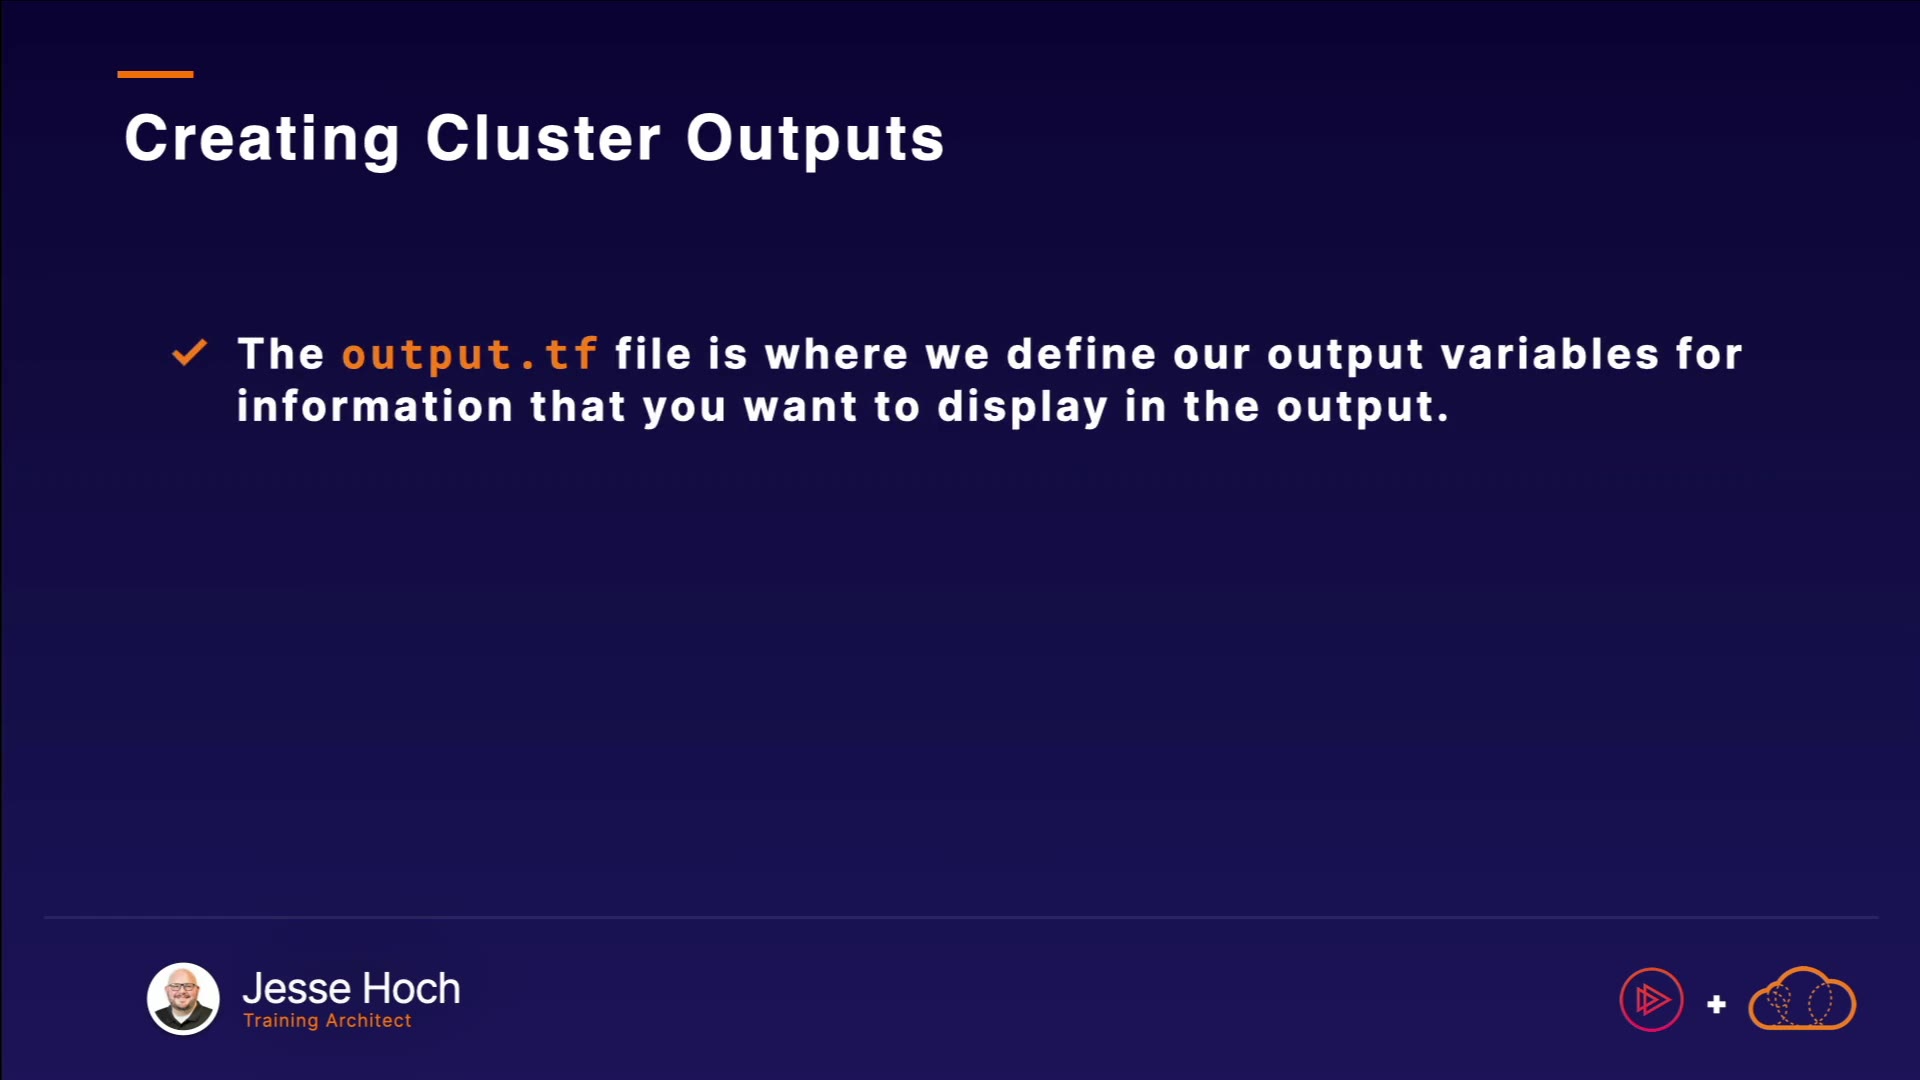 Creating Cluster Outputs
The output.tf file is where we define our output variables for
information that you want to display in the output.
Jesse Hoch
Training Architect